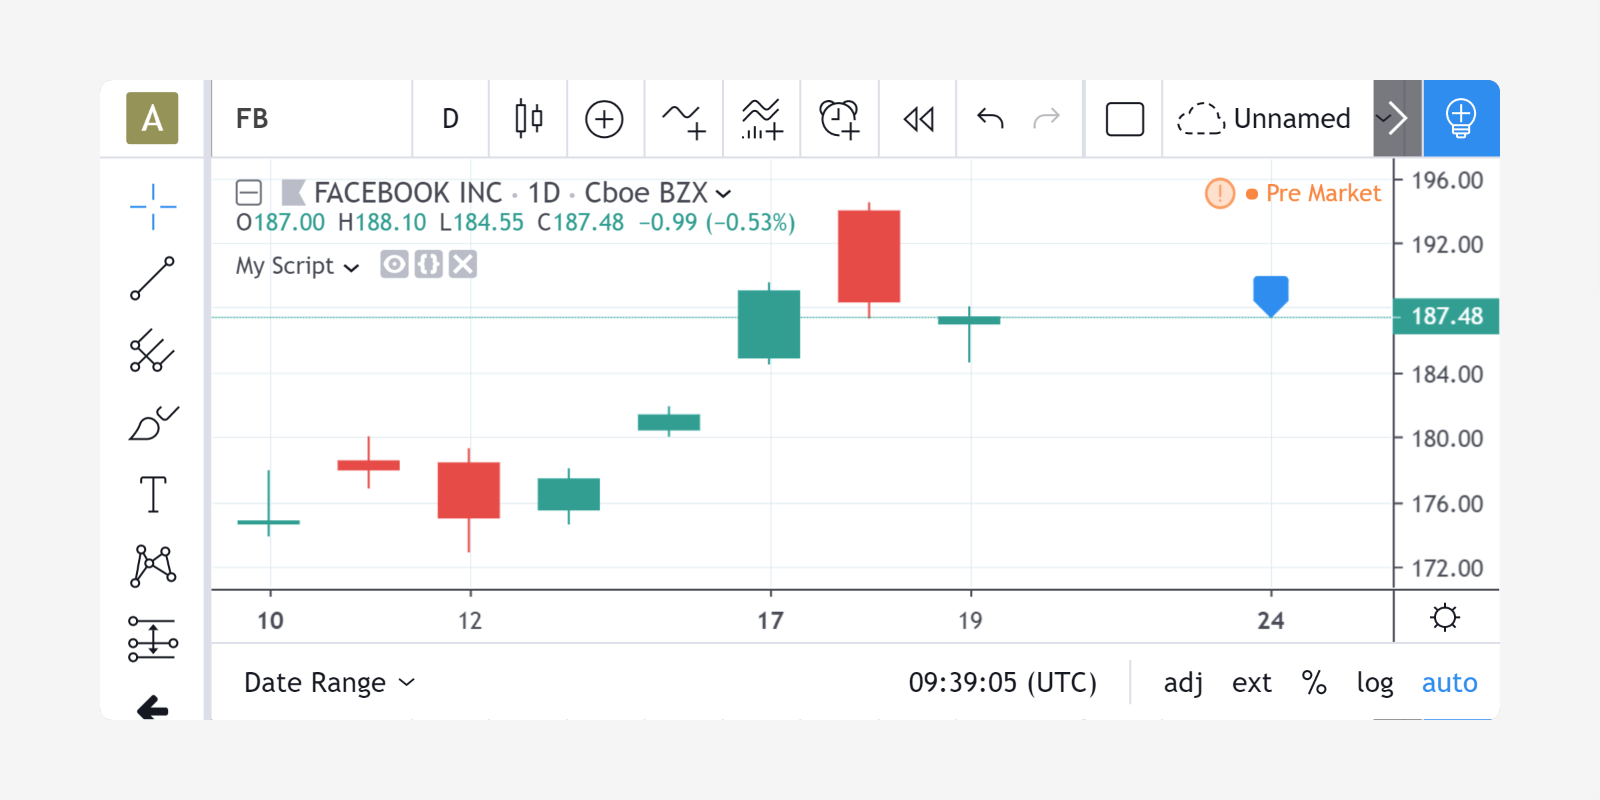 A
FB
D
Unnamed
FACEBOOK INC · 1D · Cboe BZX
Pre Market
O187.00 H188.10 L184.55 C187.48 −0.99 (−0.53%)
My Script
196.00
192.00
187.48
184.00
180.00
176.00
172.00
10 12 17 19 24
Date Range
09:39:05 (UTC)
adj ext % log auto